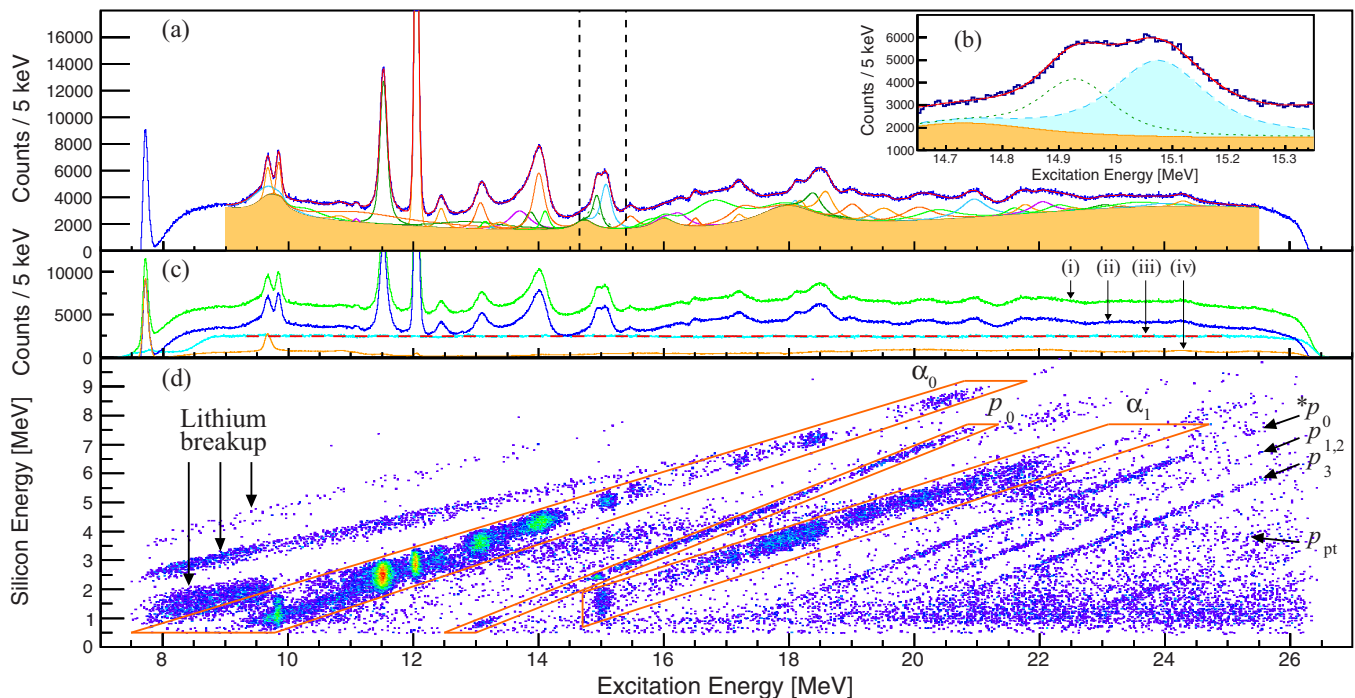 (a)
(b)
Counts / 5 keV
16000
14000
12000
10000
8000
6000
4000
2000
0
Counts / 5 keV
6000
5000
4000
3000
2000
1000
14.7
14.8
14.9
15
15.1
15.2
15.3
Excitation Energy [MeV]
(c)
Counts / 5 keV
10000
5000
0
(i)
(ii)
(iii)
(iv)
(d)
Silicon Energy [MeV]
9
8
7
6
5
4
3
2
1
0
Lithium
breakup
α0
p0
α1
*p0
p1,2
p3
ppt
8
10
12
14
16
18
20
22
24
26
Excitation Energy [MeV]